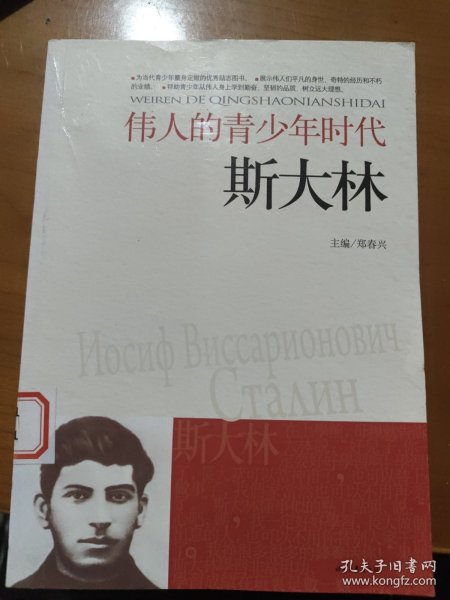 ■为当代青少年量身定做的优秀励志图书。 ■展示伟人们平凡的身世、奇特的经历和不朽
的业绩。 ■帮助青少年从伟人身上学到勤奋、坚韧的品质，树立远大理想。
WEIREN DE QINGSHAONIANSHIDAI
伟人的青少年时代
斯大林
主编/郑春兴
Иосиф Виссарионович
Сталин
斯大林
孔夫子旧书网
www.kongfz.com